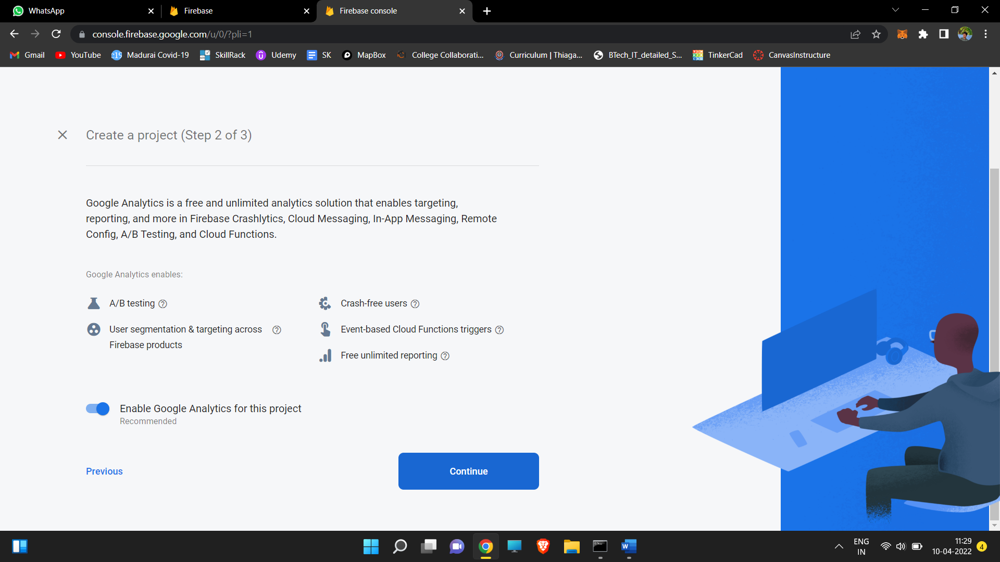 WhatsApp
Firebase
Firebase console
console.firebase.google.com/u/0/?pli=1
Gmail
YouTube
Madurai Covid-19
SkillRack
Udemy
SK
MapBox
College Collaborati...
Curriculum | Thiaga...
BTech_IT_detailed_S...
TinkerCad
CanvasInstructure
Create a project (Step 2 of 3)
Google Analytics is a free and unlimited analytics solution that enables targeting,
reporting, and more in Firebase Crashlytics, Cloud Messaging, In-App Messaging, Remote
Config, A/B Testing, and Cloud Functions.
Google Analytics enables:
A/B testing
Crash-free users
User segmentation & targeting across
Firebase products
Event-based Cloud Functions triggers
Free unlimited reporting
Enable Google Analytics for this project
Recommended
Previous
Continue
ENG
IN
11:29
10-04-2022
4